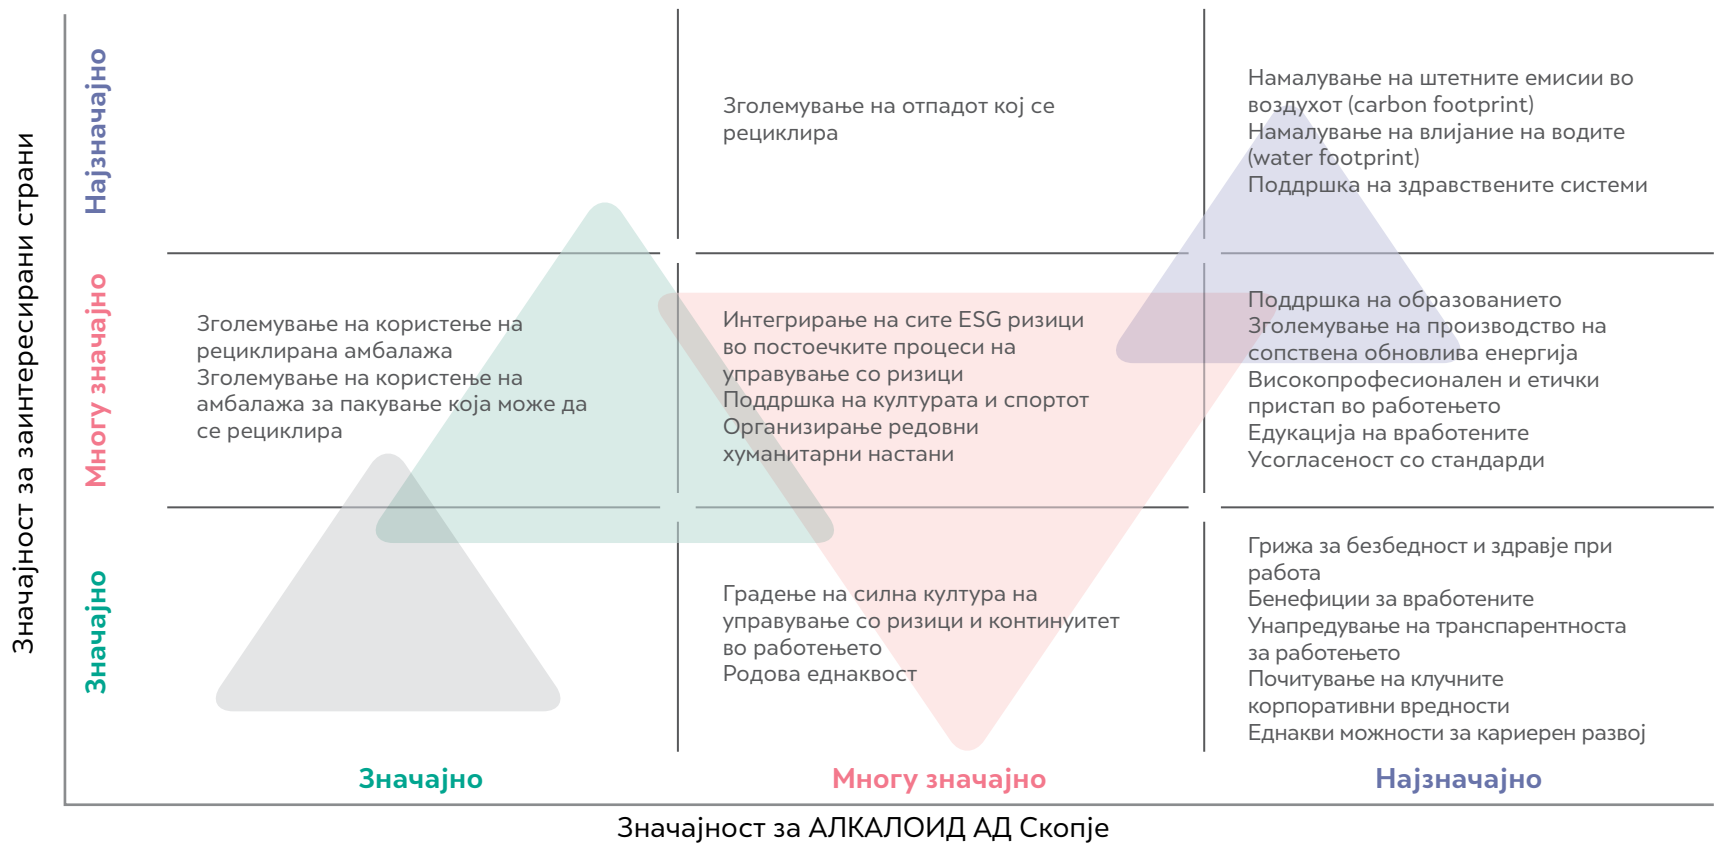 Значајност за заинтересирани страни
Најзначајно
Зголемување на отпадот кој се
рециклира
Намалување на штетните емисии во
воздухот (carbon footprint)
Намалување на влијание на водите
(water footprint)
Поддршка на здравствените системи
Многу значајно
Зголемување на користење на
рециклирана амбалажа
Зголемување на користење на
амбалажа за пакување која може да
се рециклира
Интегрирање на сите ESG ризици
во постоечките процеси на
управување со ризици
Поддршка на културата и спортот
Организирање редовни
хуманитарни настани
Поддршка на образованието
Зголемување на производство на
сопствена обновлива енергија
Високопрофесионален и етички
пристап во работењето
Едукација на вработените
Усогласеност со стандарди
Значајно
Градење на силна култура на
управување со ризици и континуитет
во работењето
Родова еднаквост
Грижа за безбедност и здравје при
работа
Бенефиции за вработените
Унапредување на транспарентноста
за работењето
Почитување на клучните
корпоративни вредности
Еднакви можности за кариерен развој
Значајно
Многу значајно
Најзначајно
Значајност за АЛКАЛОИД АД Скопје